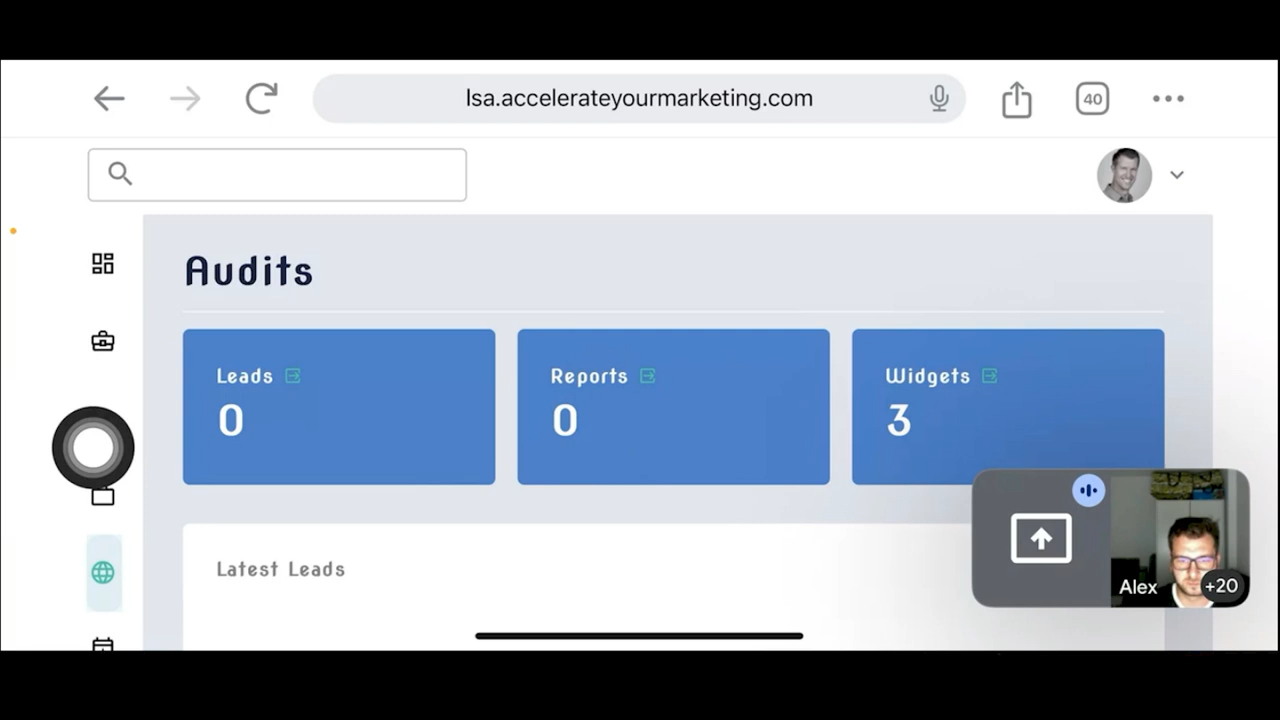 lsa.accelerateyourmarketing.com
40
Audits
Leads
0
Reports
0
Widgets
3
Latest Leads
Alex
+20